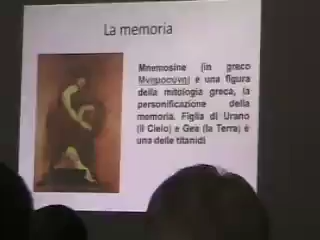 La memoria
Mnemosine (in greco
Μνημοσύνη) è una figura
della mitologia greca, la
personificazione della
memoria. Figlia di Urano
(il Cielo) e Gea (la Terra) è
una delle titanidi